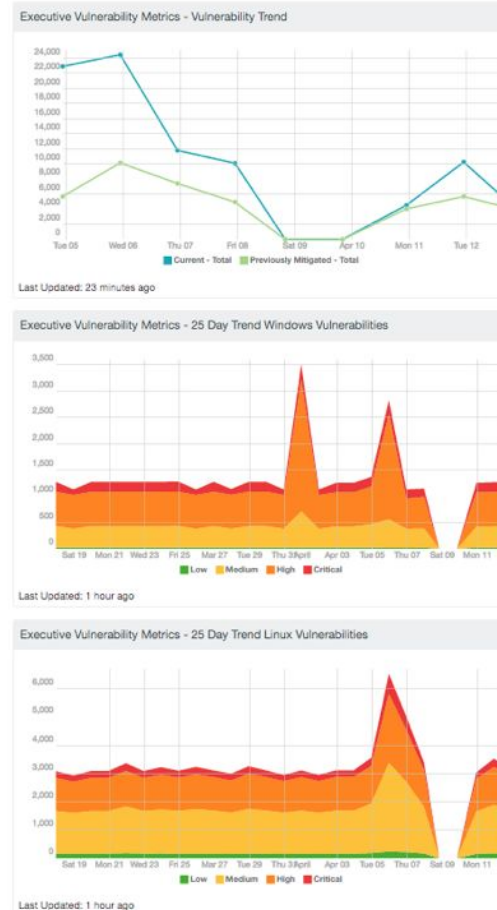 Executive Vulnerability Metrics - Vulnerability Trend
24,000
22,000
20,000
18,000
16,000
14,000
12,000
10,000
8,000
6,000
4,000
2,000
0
Tue 05 Wed 06 Thu 07 Fri 08 Sat 09 Apr 10 Mon 11 Tue 12
Current - Total Previously Mitigated - Total
Last Updated: 23 minutes ago
Executive Vulnerability Metrics - 25 Day Trend Windows Vulnerabilities
3,500
3,000
2,500
2,000
1,500
1,000
500
0
Sat 19 Mon 21 Wed 23 Fri 25 Mar 27 Tue 29 Thu 31 April Apr 03 Tue 05 Thu 07 Sat 09 Mon 11
Low Medium High Critical
Last Updated: 1 hour ago
Executive Vulnerability Metrics - 25 Day Trend Linux Vulnerabilities
6,000
5,000
4,000
3,000
2,000
1,000
0
Sat 19 Mon 21 Wed 23 Fri 25 Mar 27 Tue 29 Thu 31 April Apr 03 Tue 05 Thu 07 Sat 09 Mon 11
Low Medium High Critical
Last Updated: 1 hour ago